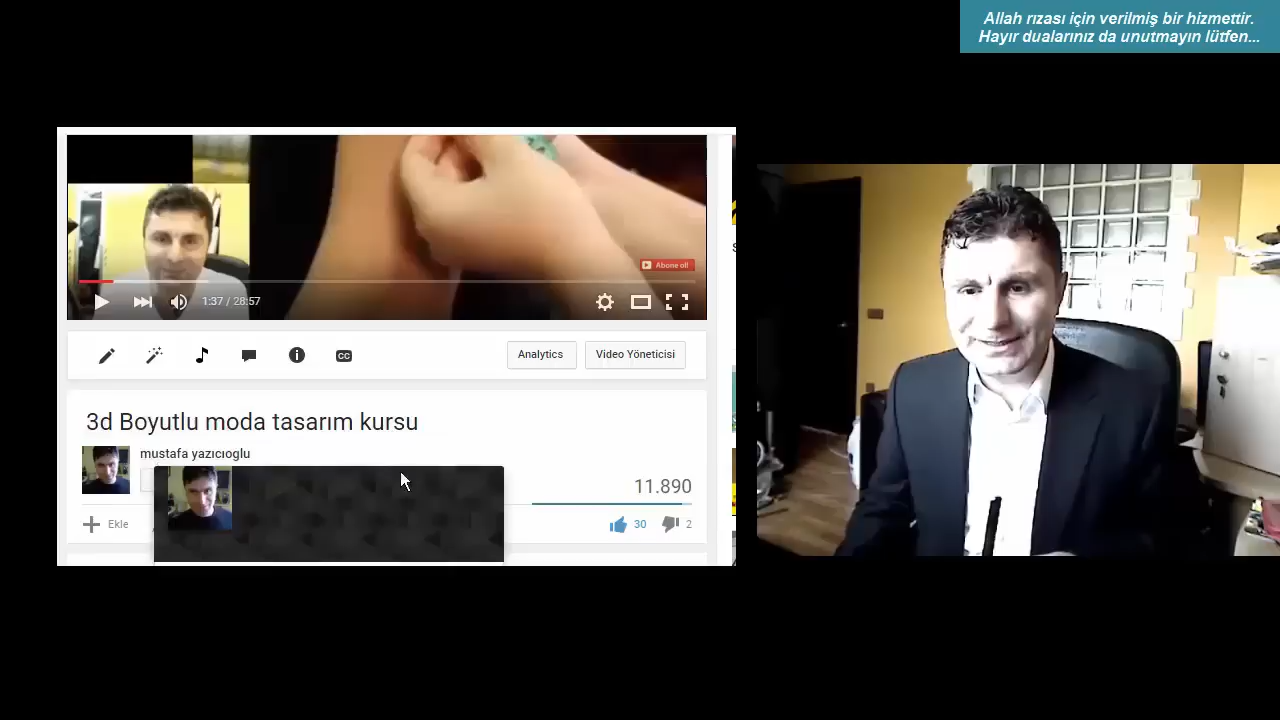 Allah rızası için verilmiş bir hizmettir.
Hayır dualarınız da unutmayın lütfen...
Abone ol!
1:37 / 28:57
CC
Analytics
Video Yöneticisi
3d Boyutlu moda tasarım kursu
mustafa yazıcıoglu
11.890
Ekle
30
2